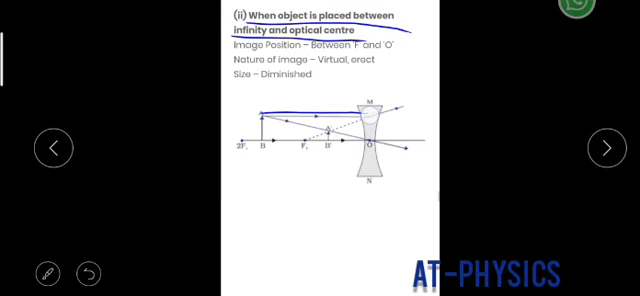 (ii) When object is placed between
infinity and optical centre
Image Position – Between 'F' and 'O'
Nature of image – Virtual, erect
Size – Diminished
M
A A'
2F₁ B F₁ B' O
N
AT-PHYSICS